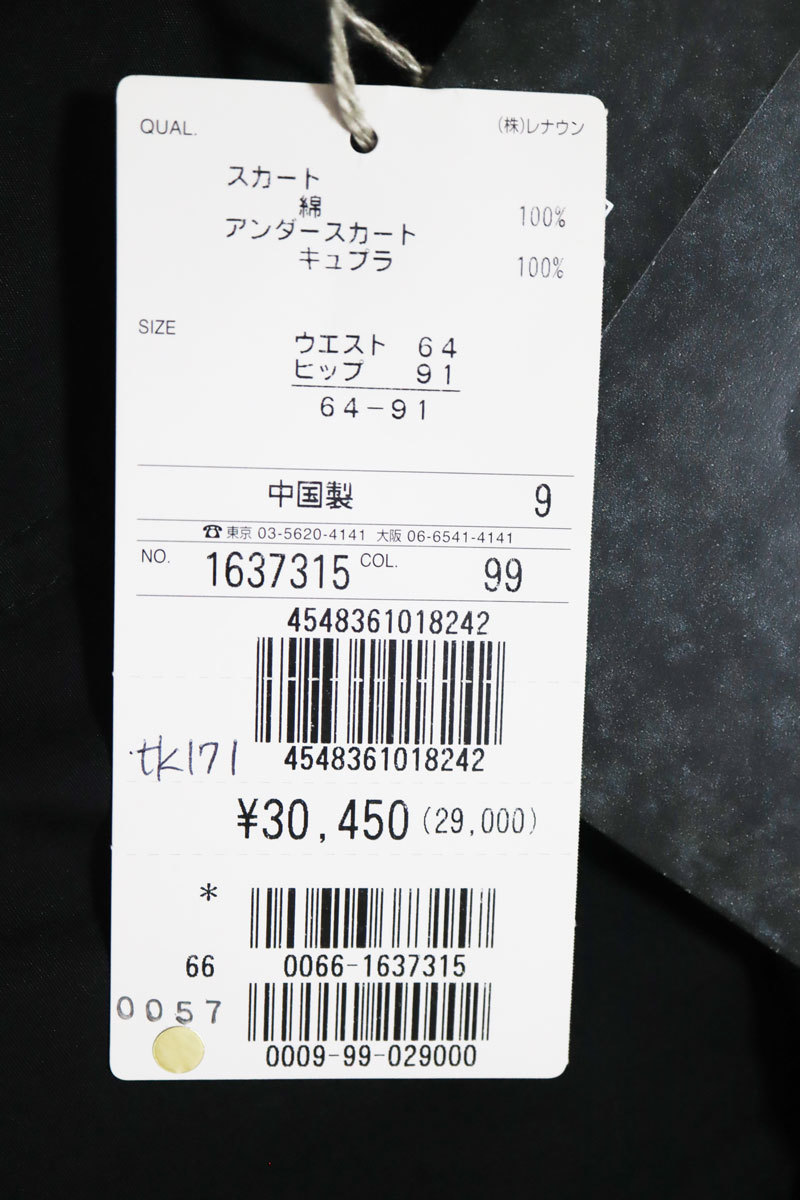 QUAL. (株)レナウン
スカート
綿 100%
アンダースカート
キュプラ 100%
SIZE
ウエスト 64
ヒップ 91
64-91
中国製 9
☎東京 03-5620-4141 大阪 06-6541-4141
NO. 1637315 COL. 99
4548361018242
tk171
4548361018242
¥30,450(29,000)
*
66 0066-1637315
0057
0009-99-029000